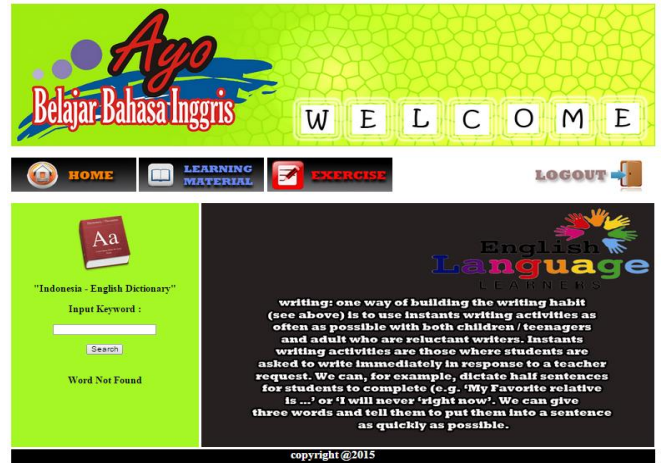 Ayo
Belajar Bahasa Inggris
WELCOME
HOME
LEARNING
MATERIAL
EXERCISE
LOGOUT
Aa
"Indonesia - English Dictionary"
Input Keyword :
Search
Word Not Found
English
Language
LEARNERS
writing: one way of building the writing habit
(see above) is to use instants writing activities as
often as possible with both children / teenagers
and adult who are reluctant writers. Instants
writing activities are those where students are
asked to write immediately in response to a teacher
request. We can, for example, dictate half sentences
for students to complete (e.g. ‘My Favorite relative
is ...’ or ‘I will never ‘right now’. We can give
three words and tell them to put them into a sentence
as quickly as possible.
copyright @2015